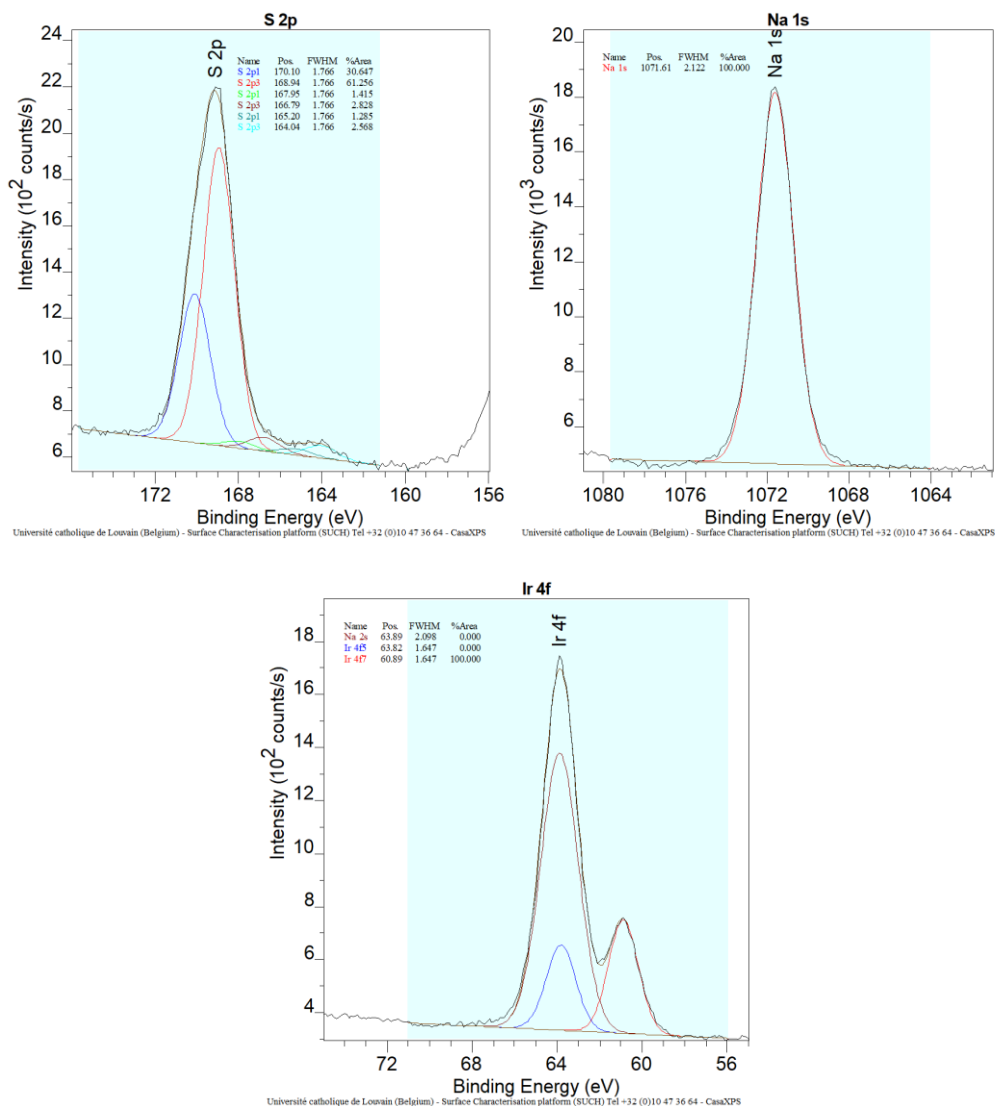 S 2p
24
22
20
18
16
14
12
10
8
6
Intensity (10² counts/s)
S 2p
Name Pos. FWHM %Area
S 2p1 170.10 1.766 30.647
S 2p3 168.94 1.766 61.256
S 2p1 167.95 1.766 1.415
S 2p3 166.79 1.766 2.828
S 2p1 165.20 1.766 1.285
S 2p3 164.04 1.766 2.568
172 168 164 160 156
Binding Energy (eV)
Université catholique de Louvain (Belgium) - Surface Characterisation platform (SUCH) Tel +32 (0)10 47 36 64 - CasaXPS
Na 1s
20
18
16
14
12
10
8
6
Intensity (10³ counts/s)
Name Pos. FWHM %Area
Na 1s 1071.61 2.122 100.000
Na 1s
1080 1076 1072 1068 1064
Binding Energy (eV)
Université catholique de Louvain (Belgium) - Surface Characterisation platform (SUCH) Tel +32 (0)10 47 36 64 - CasaXPS
Ir 4f
18
16
14
12
10
8
6
4
Intensity (10² counts/s)
Name Pos. FWHM %Area
Na 2s 63.89 2.098 0.000
Ir 4f5 63.82 1.647 0.000
Ir 4f7 60.89 1.647 100.000
Ir 4f
72 68 64 60 56
Binding Energy (eV)
Université catholique de Louvain (Belgium) - Surface Characterisation platform (SUCH) Tel +32 (0)10 47 36 64 - CasaXPS